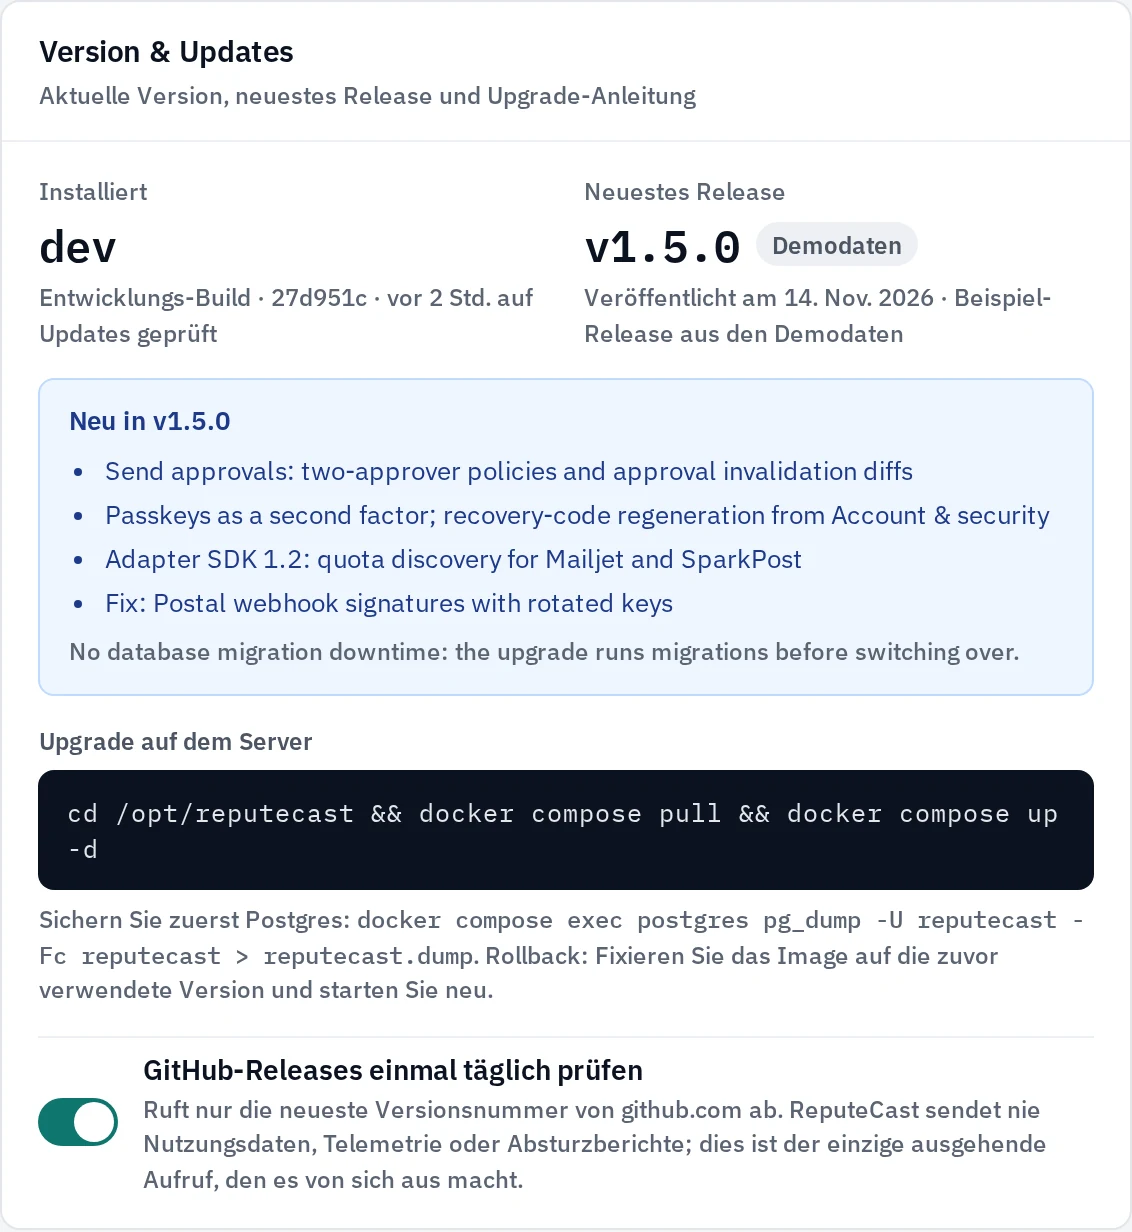 Version & Updates
Aktuelle Version, neuestes Release und Upgrade-Anleitung
Installiert
dev
Entwicklungs-Build · 27d951c · vor 2 Std. auf
Updates geprüft
Neuestes Release
v1.5.0 Demodaten
Veröffentlicht am 14. Nov. 2026 · Beispiel-
Release aus den Demodaten
Neu in v1.5.0
• Send approvals: two-approver policies and approval invalidation diffs
• Passkeys as a second factor; recovery-code regeneration from Account & security
• Adapter SDK 1.2: quota discovery for Mailjet and SparkPost
• Fix: Postal webhook signatures with rotated keys
No database migration downtime: the upgrade runs migrations before switching over.
Upgrade auf dem Server
cd /opt/reputecast && docker compose pull && docker compose up
-d
Sichern Sie zuerst Postgres: docker compose exec postgres pg_dump -U reputecast -
Fc reputecast > reputecast.dump. Rollback: Fixieren Sie das Image auf die zuvor
verwendete Version und starten Sie neu.
GitHub-Releases einmal täglich prüfen
Ruft nur die neueste Versionsnummer von github.com ab. ReputeCast sendet nie
Nutzungsdaten, Telemetrie oder Absturzberichte; dies ist der einzige ausgehende
Aufruf, den es von sich aus macht.